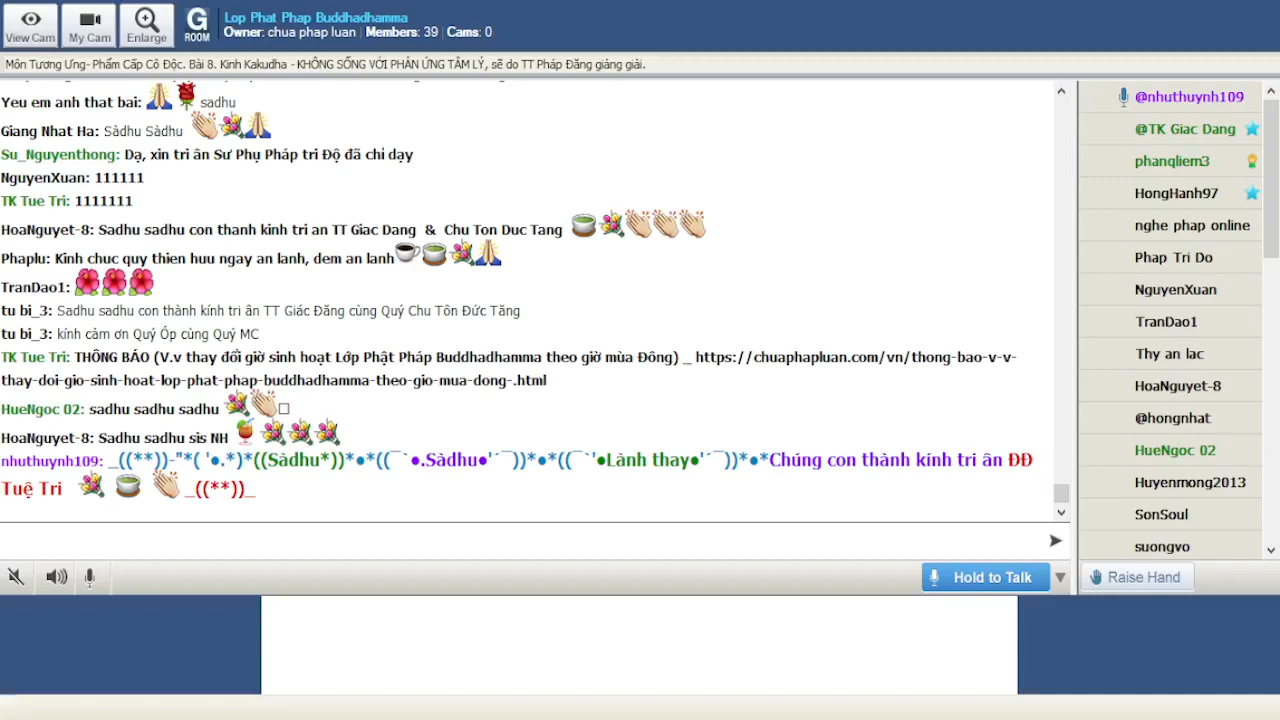 View Cam
My Cam
Enlarge
G ROOM
Lop Phat Phap Buddhadhamma
Owner: chua phap luan | Members: 39 | Cams: 0
Môn Tương Ưng- Phẩm Cấp Cô Độc. Bài 8. Kinh Kakudha - KHÔNG SỐNG VỚI PHẢN ỨNG TÂM LÝ, sẽ do TT Pháp Đăng giảng giải.
Yeu em anh that bai: sadhu
Giang Nhat Ha: Sàdhu Sàdhu
Su_Nguyenthong: Dạ, xin tri ân Sư Phụ Pháp tri Độ đã chỉ dạy
NguyenXuan: 111111
TK Tue Tri: 1111111
HoaNguyet-8: Sadhu sadhu con thanh kinh tri an TT Giac Dang & Chu Ton Duc Tang
Phaplu: Kinh chuc quy thien huu ngay an lanh, dem an lanh
TranDao1:
tu bi_3: Sadhu sadhu con thành kính tri ân TT Giác Đăng cùng Quý Chu Tôn Đức Tăng
tu bi_3: kính cảm ơn Quý Óp cùng Quý MC
TK Tue Tri: THÔNG BÁO (V.v thay đổi giờ sinh hoạt Lớp Phật Pháp Buddhadhamma theo giờ mùa Đông) _ https://chuaphapluan.com/vn/thong-bao-v-v-
thay-doi-gio-sinh-hoat-lop-phat-phap-buddhadhamma-theo-gio-mua-dong-.html
HueNgoc 02: sadhu sadhu sadhu
HoaNguyet-8: Sadhu sadhu sis NH
nhuthuynh109: _((**))-"*( '●.*)*((Sàdhu*))*●*((¯`●.Sàdhu●'´¯))*●*((¯`'●Lành thay●'´¯))*●*Chúng con thành kính tri ân ĐĐ
Tuệ Tri _((**))_
Hold to Talk
@nhuthuynh109
@TK Giac Dang
phanqliem3
HongHanh97
nghe phap online
Phap Tri Do
NguyenXuan
TranDao1
Thy an lac
HoaNguyet-8
@hongnhat
HueNgoc 02
Huyenmong2013
SonSoul
suongvo
Raise Hand